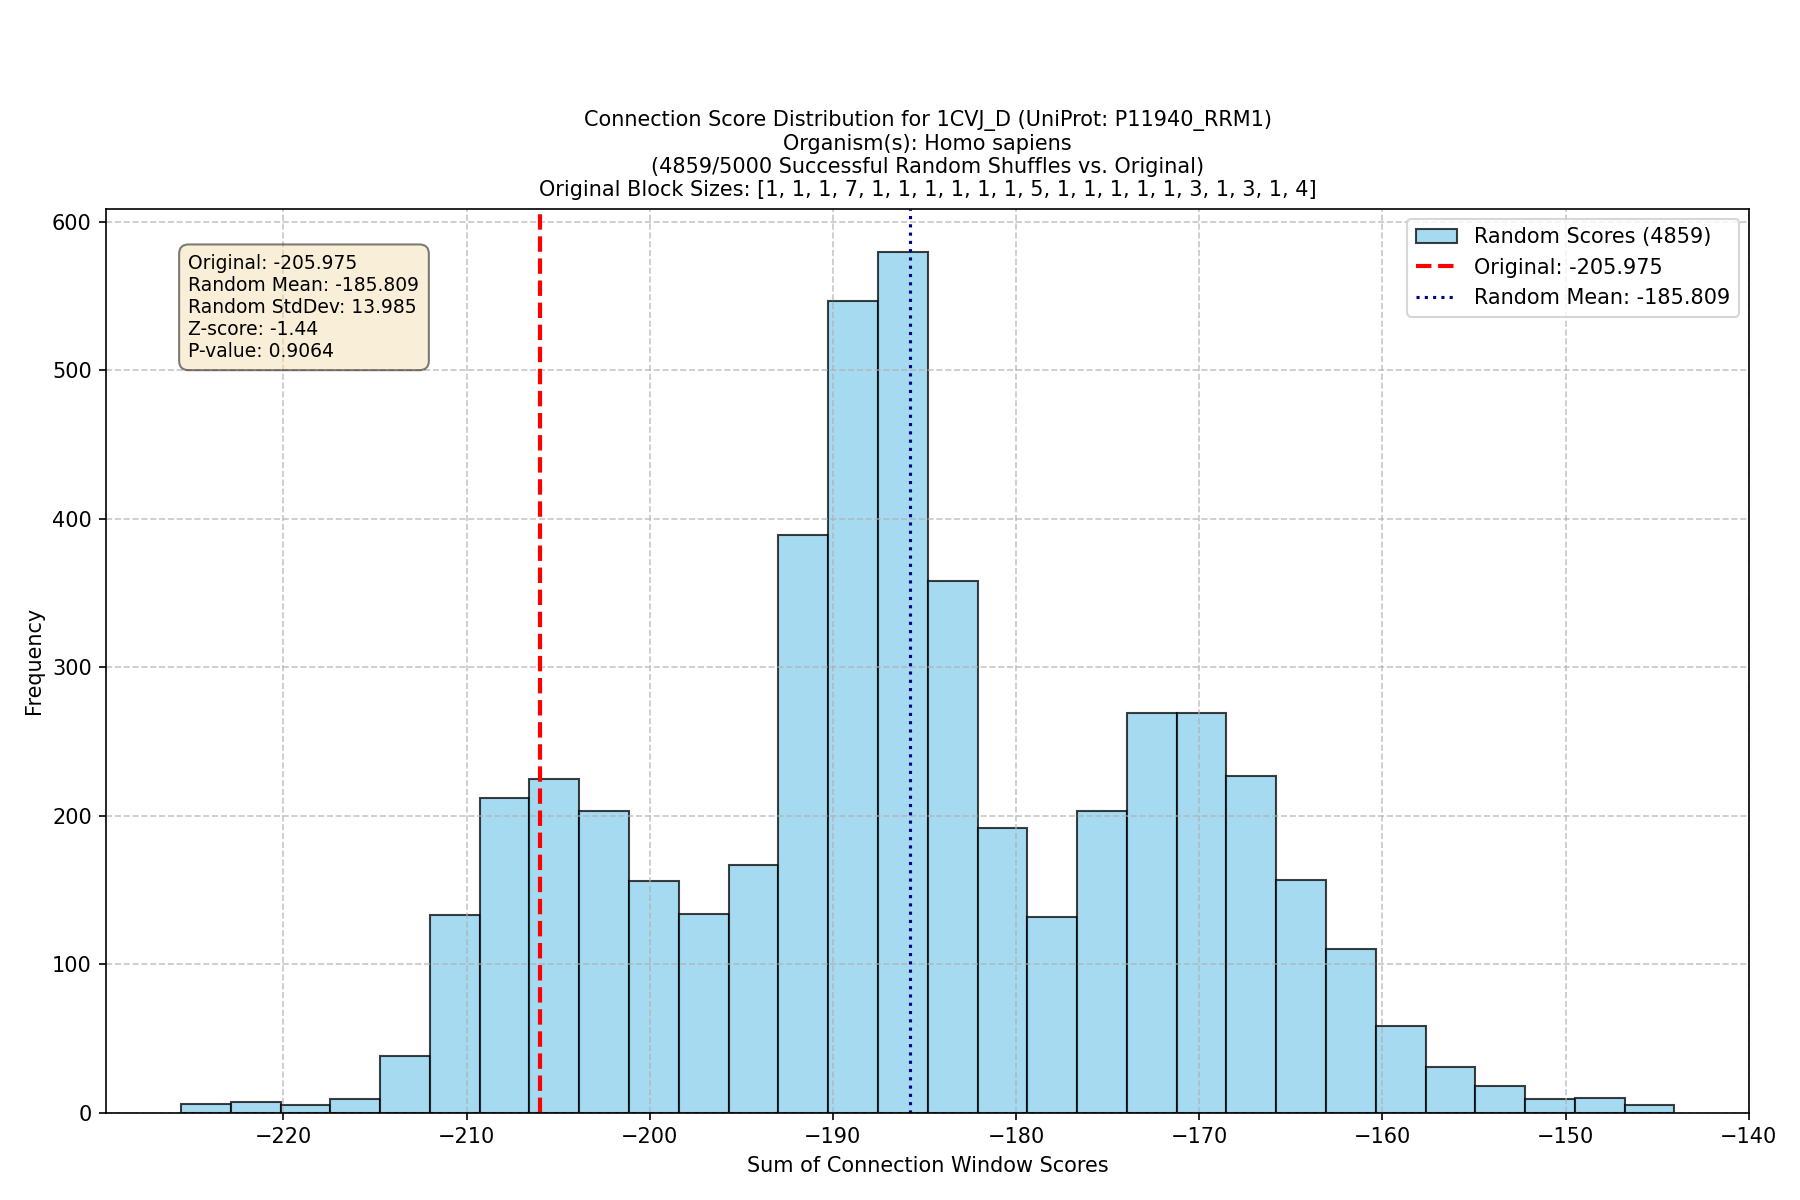 Connection Score Distribution for 1CVJ_D (UniProt: P11940_RRM1)
Organism(s): Homo sapiens
(4859/5000 Successful Random Shuffles vs. Original)
Original Block Sizes: [1, 1, 1, 7, 1, 1, 1, 1, 1, 1, 5, 1, 1, 1, 1, 1, 3, 1, 3, 1, 4]
Original: -205.975
Random Mean: -185.809
Random StdDev: 13.985
Z-score: -1.44
P-value: 0.9064
Random Scores (4859)
Original: -205.975
Random Mean: -185.809
Frequency
600
500
400
300
200
100
0
−220
−210
−200
−190
−180
−170
−160
−150
−140
Sum of Connection Window Scores